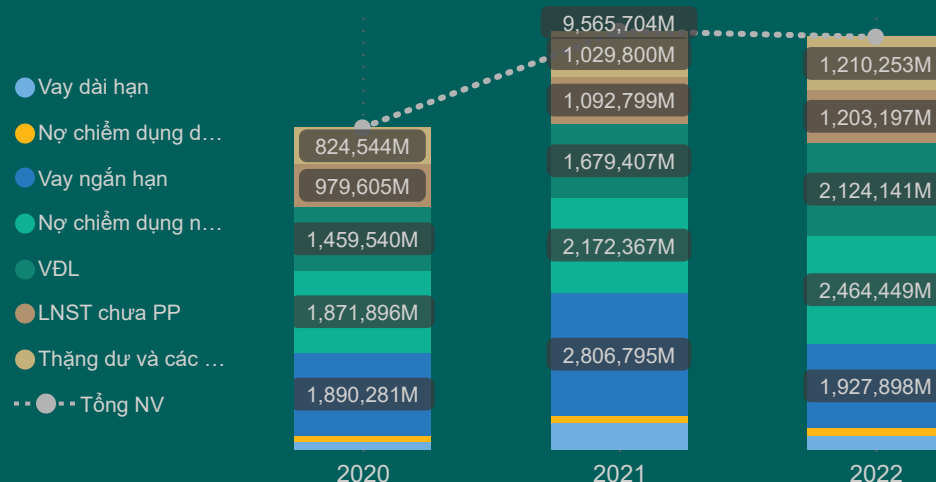 Vay dài hạn
Nợ chiếm dụng d...
Vay ngắn hạn
Nợ chiếm dụng n...
VĐL
LNST chưa PP
Thặng dư và các ...
Tổng NV
824,544M
979,605M
1,459,540M
1,871,896M
1,890,281M
2020
9,565,704M
1,029,800M
1,092,799M
1,679,407M
2,172,367M
2,806,795M
2021
1,210,253M
1,203,197M
2,124,141M
2,464,449M
1,927,898M
2022